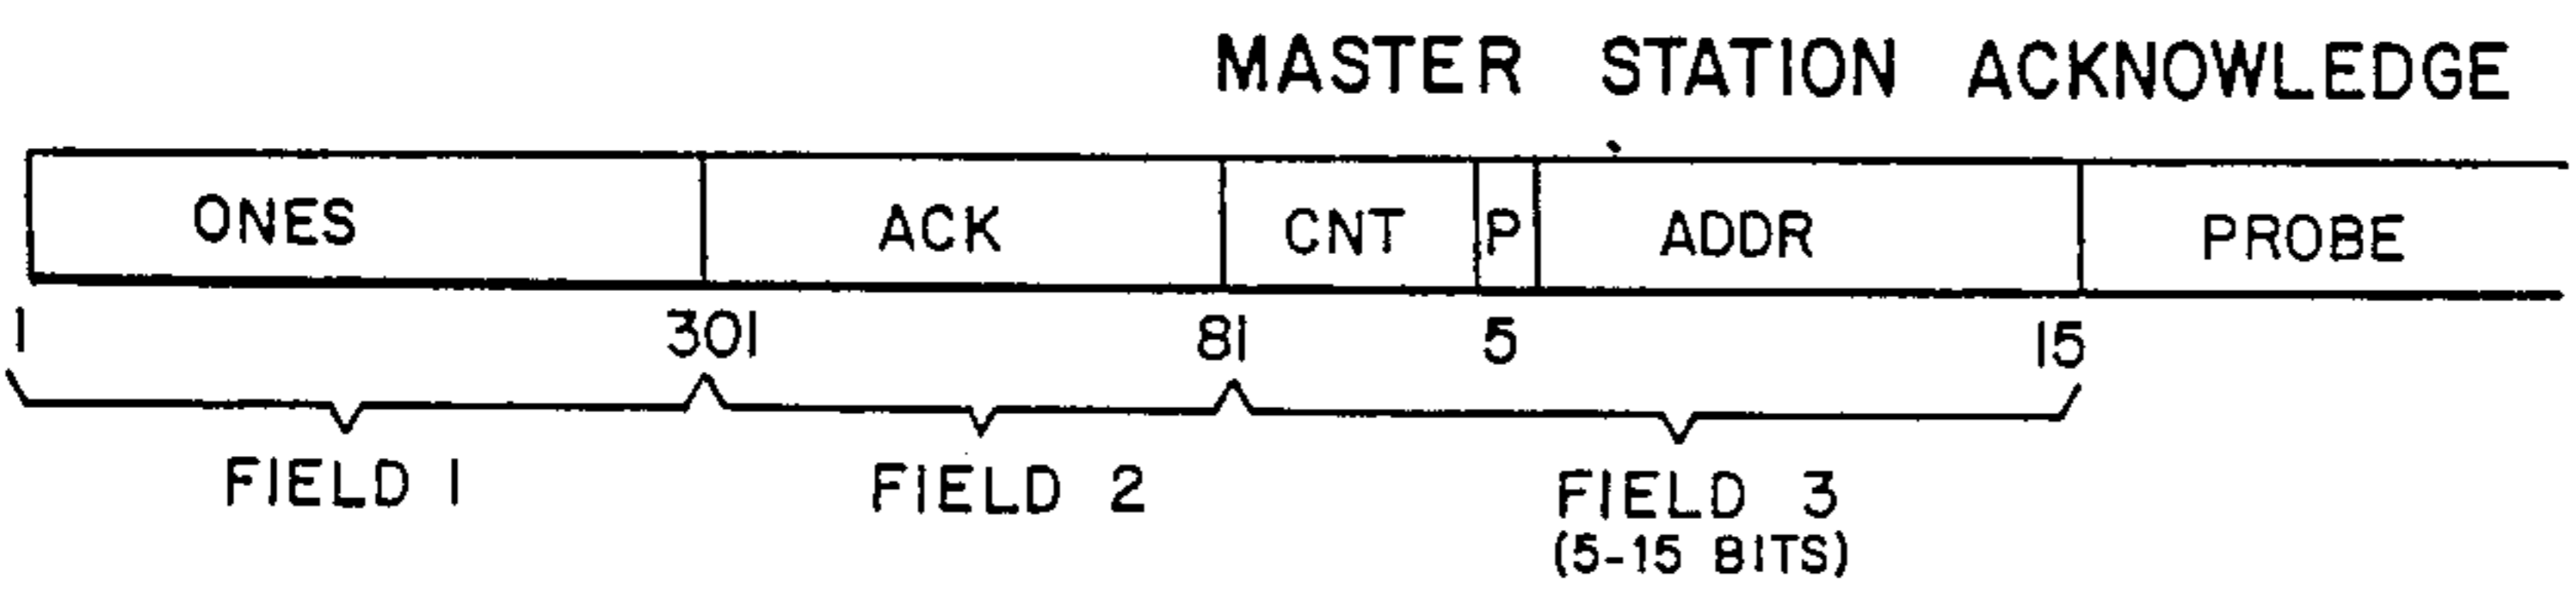 MASTER STATION ACKNOWLEDGE
ONES ACK CNT P ADDR PROBE
1 301 81 5 15
FIELD 1 FIELD 2 FIELD 3
(5-15 BITS)